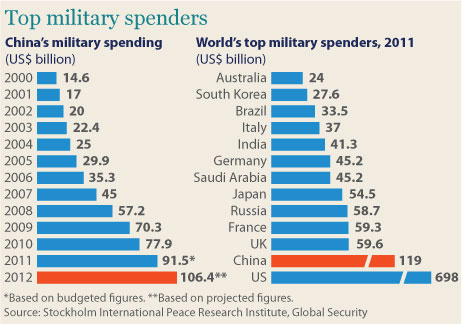 Top military spenders
China's military spending
(US$ billion)
2000 14.6
2001 17
2002 20
2003 22.4
2004 25
2005 29.9
2006 35.3
2007 45
2008 57.2
2009 70.3
2010 77.9
2011 91.5*
2012 106.4**
World's top military spenders, 2011
(US$ billion)
Australia 24
South Korea 27.6
Brazil 33.5
Italy 37
India 41.3
Germany 45.2
Saudi Arabia 45.2
Japan 54.5
Russia 58.7
France 59.3
UK 59.6
China 119
US 698
*Based on budgeted figures. **Based on projected figures.
Source: Stockholm International Peace Research Institute, Global Security